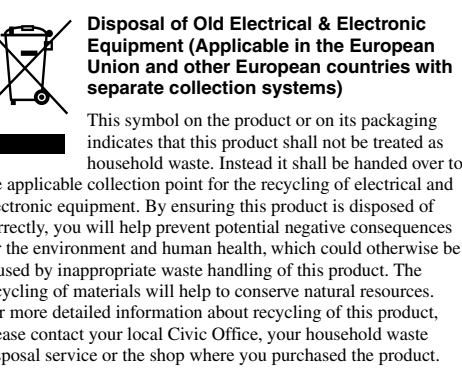 Disposal of Old Electrical & Electronic
Equipment (Applicable in the European
Union and other European countries with
separate collection systems)
This symbol on the product or on its packaging
indicates that this product shall not be treated as
household waste. Instead it shall be handed over to
applicable collection point for the recycling of electrical and
equipment. By ensuring this product is disposed of
you will help prevent potential negative consequences
the environment and human health, which could otherwise be
by inappropriate waste handling of this product. The
of materials will help to conserve natural resources.
more detailed information about recycling of this product,
contact your local Civic Office, your household waste
service or the shop where you purchased the product.